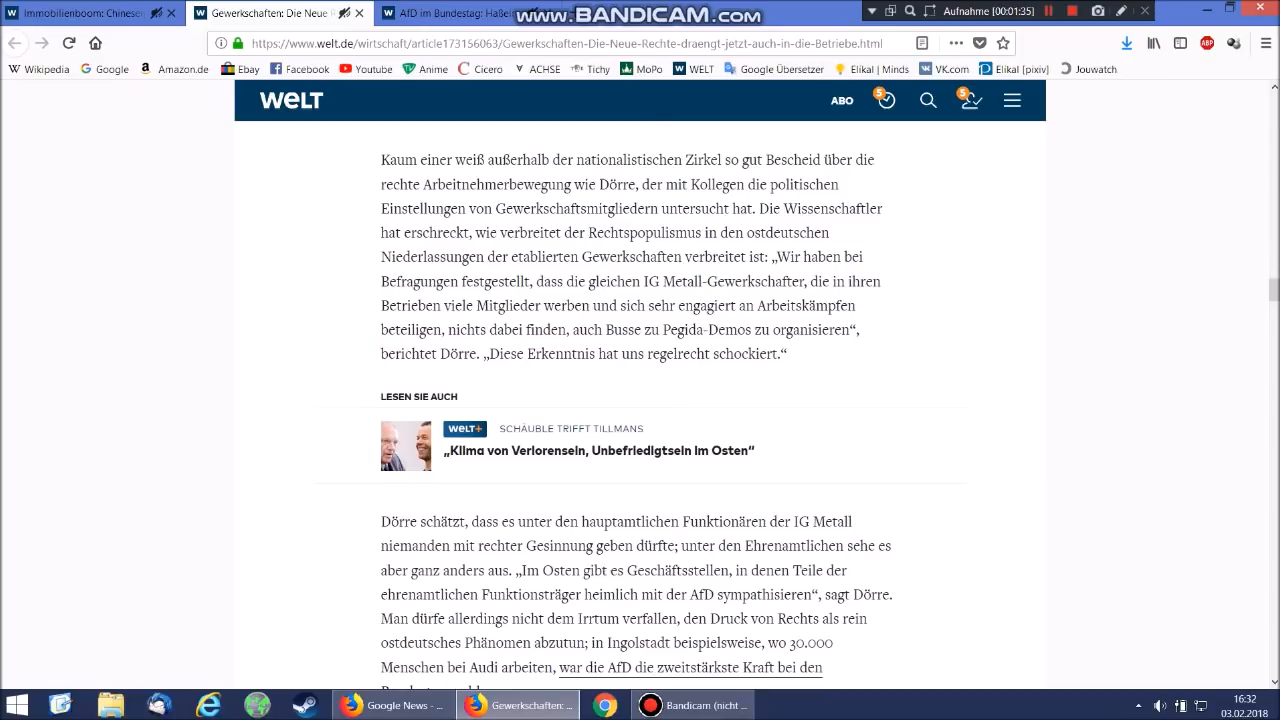 Immobilienboom: Chinesen
Gewerkschaften: Die Neue R
AfD im Bundestag: Haßel
www.BANDICAM.com
Aufnahme [00:01:35]
https://www.welt.de/wirtschaft/article173156063/Gewerkschaften-Die-Neue-Rechte-draengt-jetzt-auch-in-die-Betriebe.html
Wikipedia Google Amazon.de Ebay Facebook Youtube Anime Cicero ACHSE Tichy MoPo WELT Google Übersetzer Elikal | Minds VK.com Elikal [pixiv] Jouwatch
WELT
ABO 5 5
Kaum einer weiß außerhalb der nationalistischen Zirkel so gut Bescheid über die
rechte Arbeitnehmerbewegung wie Dörre, der mit Kollegen die politischen
Einstellungen von Gewerkschaftsmitgliedern untersucht hat. Die Wissenschaftler
hat erschreckt, wie verbreitet der Rechtspopulismus in den ostdeutschen
Niederlassungen der etablierten Gewerkschaften verbreitet ist: „Wir haben bei
Befragungen festgestellt, dass die gleichen IG Metall-Gewerkschafter, die in ihren
Betrieben viele Mitglieder werben und sich sehr engagiert an Arbeitskämpfen
beteiligen, nichts dabei finden, auch Busse zu Pegida-Demos zu organisieren“,
berichtet Dörre. „Diese Erkenntnis hat uns regelrecht schockiert.“
LESEN SIE AUCH
WELT+ SCHÄUBLE TRIFFT TILLMANS
„Klima von Verlorensein, Unbefriedigtsein im Osten“
Dörre schätzt, dass es unter den hauptamtlichen Funktionären der IG Metall
niemanden mit rechter Gesinnung geben dürfte; unter den Ehrenamtlichen sehe es
aber ganz anders aus. „Im Osten gibt es Geschäftsstellen, in denen Teile der
ehrenamtlichen Funktionsträger heimlich mit der AfD sympathisieren“, sagt Dörre.
Man dürfe allerdings nicht dem Irrtum verfallen, den Druck von Rechts als rein
ostdeutsches Phänomen abzutun; in Ingolstadt beispielsweise, wo 30.000
Menschen bei Audi arbeiten, war die AfD die zweitstärkste Kraft bei den
Google News - ...
Gewerkschaften: ...
Bandicam (nicht ...
16:32
03.02.2018